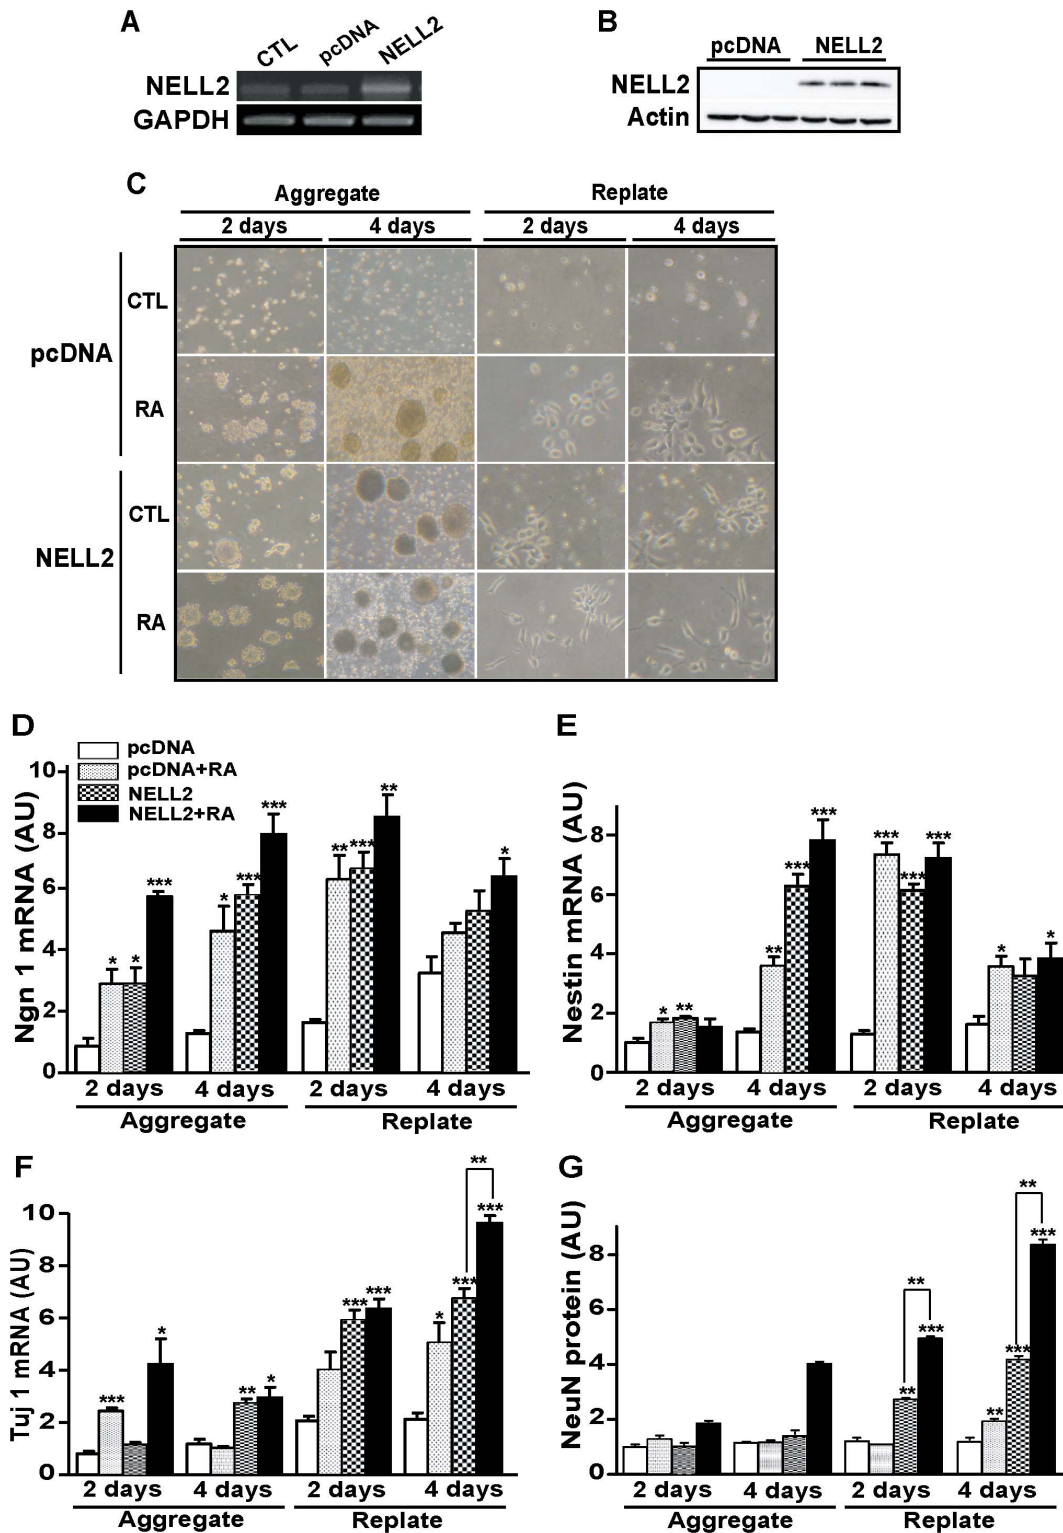 A
CTL pcDNA NELL2
NELL2
GAPDH
B
pcDNA NELL2
NELL2
Actin
C
Aggregate Replate
2 days 4 days 2 days 4 days
pcDNA
CTL
RA
NELL2
CTL
RA
D
pcDNA
pcDNA+RA
NELL2
NELL2+RA
Ngn 1 mRNA (AU)
10
8
6
4
2
0
* * *** * *** *** ** *** ** *
2 days 4 days 2 days 4 days
Aggregate Replate
E
Nestin mRNA (AU)
8
6
4
2
0
* ** ** *** *** *** *** *** * *
2 days 4 days 2 days 4 days
Aggregate Replate
F
Tuj 1 mRNA (AU)
10
8
6
4
2
0
**
*** * ** * *** *** * *** ***
2 days 4 days 2 days 4 days
Aggregate Replate
G
NeuN protein (AU)
8
6
4
2
0
** **
** *** ** *** ***
2 days 4 days 2 days 4 days
Aggregate Replate